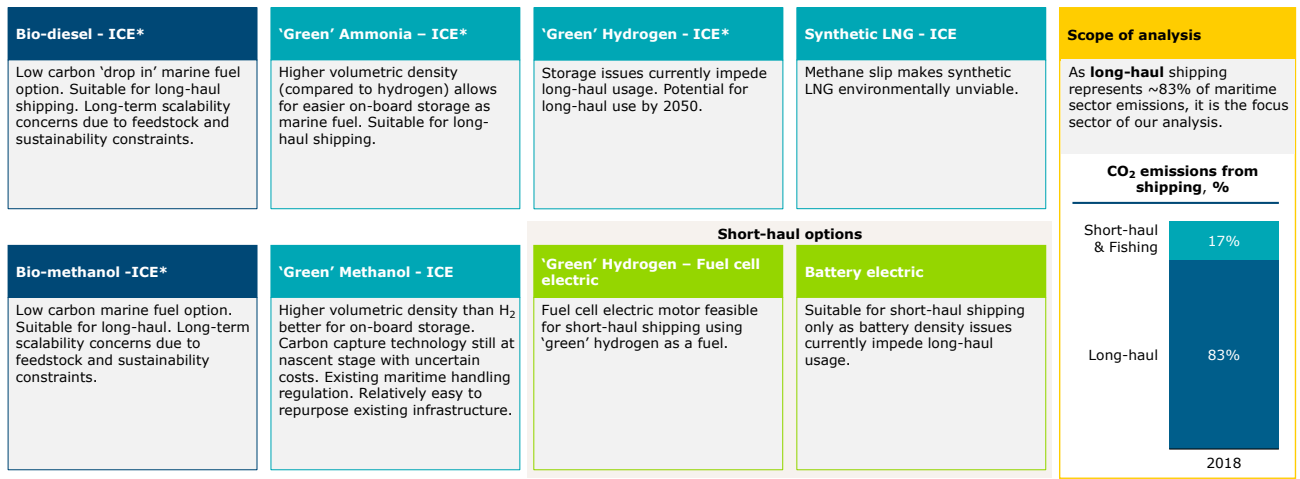 Bio-diesel - ICE*
Low carbon ‘drop in’ marine fuel
option. Suitable for long-haul
shipping. Long-term scalability
concerns due to feedstock and
sustainability constraints.
‘Green’ Ammonia – ICE*
Higher volumetric density
(compared to hydrogen) allows
for easier on-board storage as
marine fuel. Suitable for long-
haul shipping.
‘Green’ Hydrogen - ICE*
Storage issues currently impede
long-haul usage. Potential for
long-haul use by 2050.
Synthetic LNG - ICE
Methane slip makes synthetic
LNG environmentally unviable.
Bio-methanol -ICE*
Low carbon marine fuel option.
Suitable for long-haul. Long-term
scalability concerns due to
feedstock and sustainability
constraints.
‘Green’ Methanol - ICE
Higher volumetric density than H₂
better for on-board storage.
Carbon capture technology still at
nascent stage with uncertain
costs. Existing maritime handling
regulation. Relatively easy to
repurpose existing infrastructure.
Short-haul options
‘Green’ Hydrogen – Fuel cell
electric
Fuel cell electric motor feasible
for short-haul shipping using
‘green’ hydrogen as a fuel.
Battery electric
Suitable for short-haul shipping
only as battery density issues
currently impede long-haul
usage.
Scope of analysis
As long-haul shipping
represents ~83% of maritime
sector emissions, it is the focus
sector of our analysis.
CO₂ emissions from
shipping, %
Short-haul
& Fishing
17%
Long-haul
83%
2018